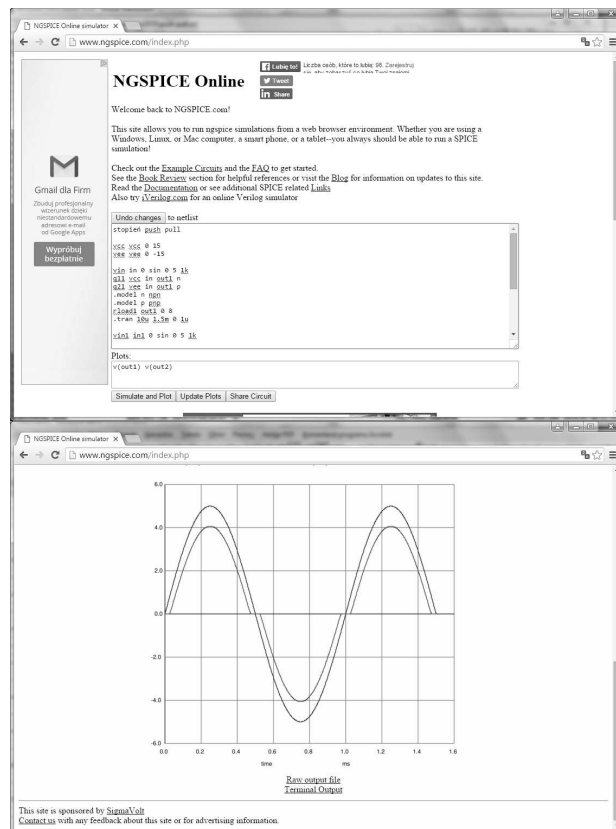 NGSPICE Online simulator
www.ngspice.com/index.php
NGSPICE Online
Lubię to!
Liczba osób, które to lubią: 98. Zarejestruj
Tweet
Share
Welcome back to NGSPICE.com!
This site allows you to run ngspice simulations from a web browser environment. Whether you are using a
Windows, Linux, or Mac computer, a smart phone, or a tablet--you always should be able to run a SPICE
simulation!
Check out the Example Circuits and the FAQ to get started.
See the Book Review section for helpful references or visit the Blog for information on updates to this site.
Read the Documentation or see additional SPICE related Links
Also try iVerilog.com for an online Verilog simulator
Gmail dla Firm
Zbuduj profesjonalny
wizerunek dzięki
niestandardowemu
adresowi e-mail
od Google Apps
Wypróbuj
bezpłatnie
Undo changes to netlist
stopień push pull
vcc vcc 0 15
vee vee 0 -15
vin in 0 sin 0 5 1k
q11 vcc in out1 n
q21 vee in out1 p
.model n npn
.model p pnp
rload1 out1 0 8
.tran 10u 1.5m 0 1u
vin1 in1 0 sin 0 5 1k
Plots:
v(out1) v(out2)
Simulate and Plot Update Plots Share Circuit
NGSPICE Online simulator
www.ngspice.com/index.php
6.0
4.0
2.0
0.0
-2.0
-4.0
-6.0
0.0 0.2 0.4 0.6 0.8 1.0 1.2 1.4 1.6
time ms
Raw output file
Terminal Output
This site is sponsored by SigmaVolt
Contact us with any feedback about this site or for advertising information.